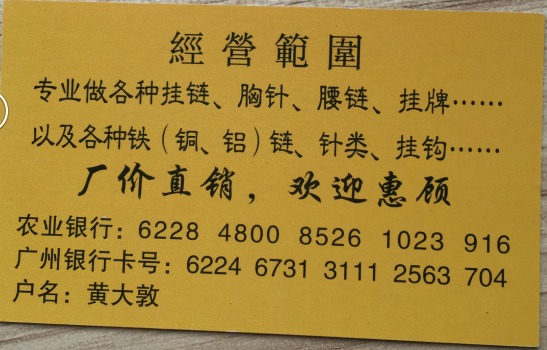 經營範圍
专业做各种挂链、胸针、腰链、挂牌……
以及各种铁（铜、铝）链、针类、挂钩……
厂价直销，欢迎惠顾
农业银行：6228 4800 8526 1023 916
广州银行卡号：6224 6731 3111 2563 704
户名：黄大敦